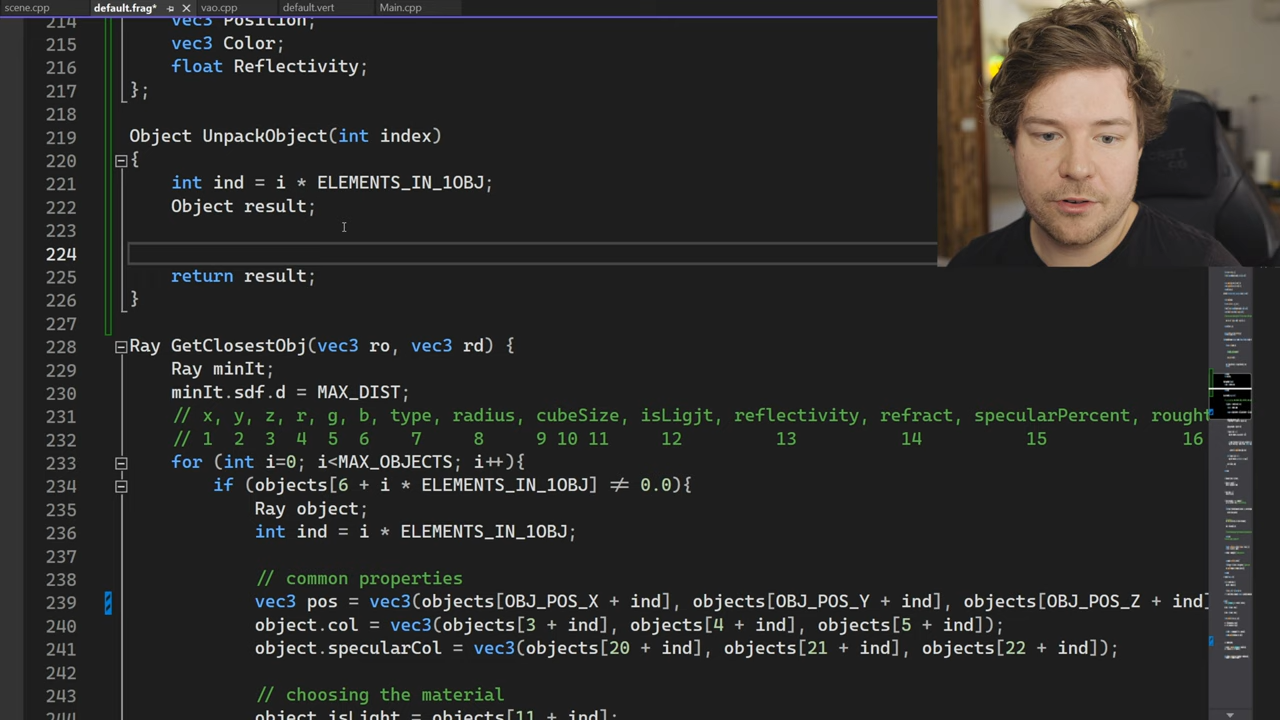 scene.cpp default.frag* vao.cpp default.vert Main.cpp
214 vec3 Position;
215 vec3 Color;
216 float Reflectivity;
217 };
218
219 Object UnpackObject(int index)
220 {
221 int ind = i * ELEMENTS_IN_1OBJ;
222 Object result;
223
224
225 return result;
226 }
227
228 Ray GetClosestObj(vec3 ro, vec3 rd) {
229 Ray minIt;
230 minIt.sdf.d = MAX_DIST;
231 // x, y, z, r, g, b, type, radius, cubeSize, isLigjt, reflectivity, refract, specularPercent, rought
232 // 1 2 3 4 5 6 7 8 9 10 11 12 13 14 15 16
233 for (int i=0; i<MAX_OBJECTS; i++){
234 if (objects[6 + i * ELEMENTS_IN_1OBJ] ≠ 0.0){
235 Ray object;
236 int ind = i * ELEMENTS_IN_1OBJ;
237
238 // common properties
239 vec3 pos = vec3(objects[OBJ_POS_X + ind], objects[OBJ_POS_Y + ind], objects[OBJ_POS_Z + ind]
240 object.col = vec3(objects[3 + ind], objects[4 + ind], objects[5 + ind]);
241 object.specularCol = vec3(objects[20 + ind], objects[21 + ind], objects[22 + ind]);
242
243 // choosing the material
244 object.isLight = objects[11 + ind];